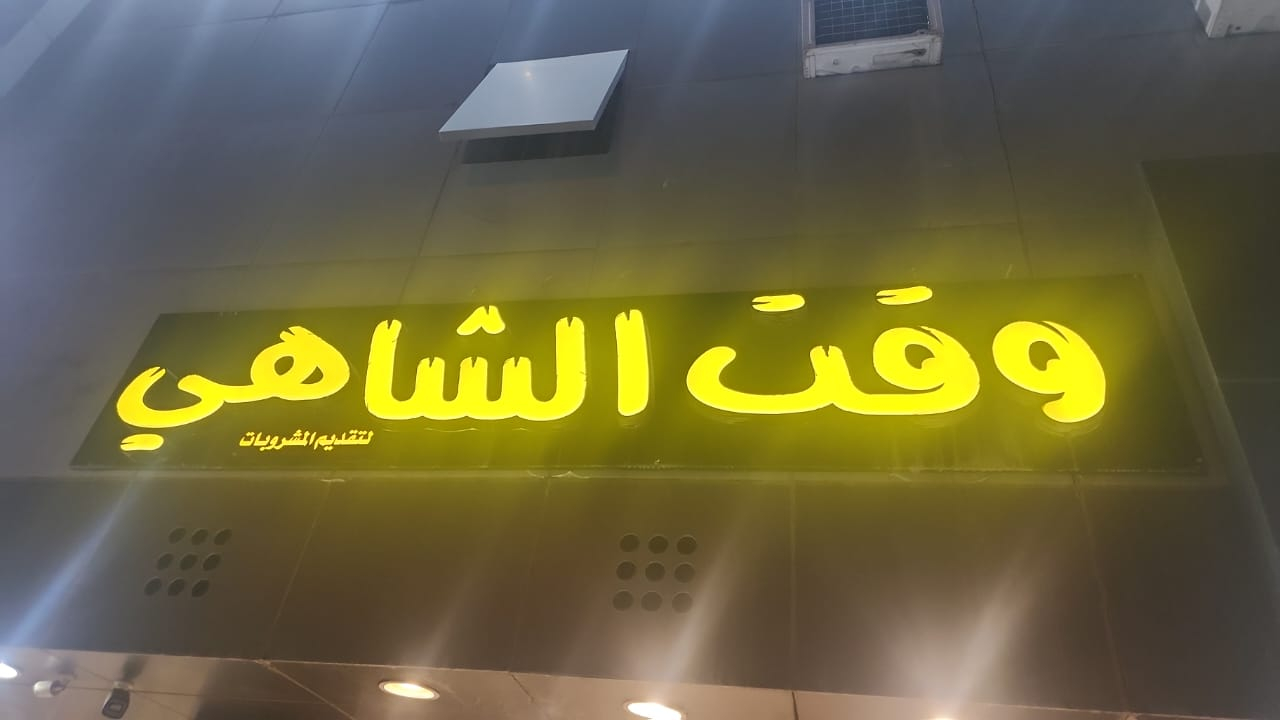 وقت الشاهي
لتقديم المشروبات